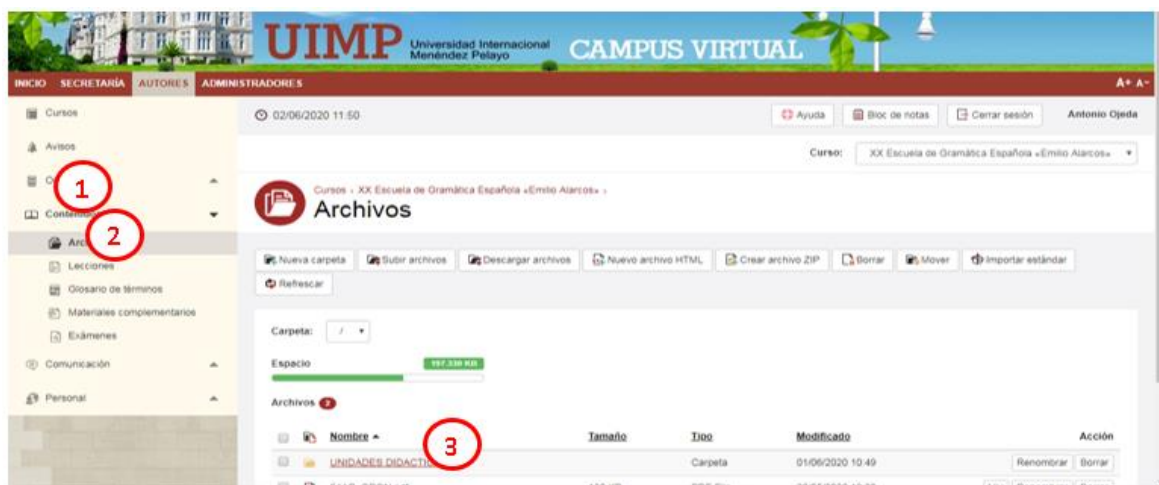 UIMP Universidad Internacional Menéndez Pelayo CAMPUS VIRTUAL
INICIO SECRETARÍA AUTORES ADMINISTRADORES A+ A-
Cursos
02/06/2020 11:50 Ayuda Bloc de notas Cerrar sesión Antonio Ojeda
Avisos
Curso: XX Escuela de Gramática Española «Emilio Alarcos»
1
Cursos › XX Escuela de Gramática Española «Emilio Alarcos» ›
Archivos
2
Lecciones
Nueva carpeta Subir archivos Descargar archivos Nuevo archivo HTML Crear archivo ZIP Borrar Mover Importar estándar
Glosario de términos
Refrescar
Materiales complementarios
Exámenes
Carpeta: /
Comunicación
Espacio 197.330 KB
Personal
Archivos 2
3
Nombre Tamaño Tipo Modificado Acción
UNIDADES Carpeta 01/06/2020 10:49 Renombrar Borrar